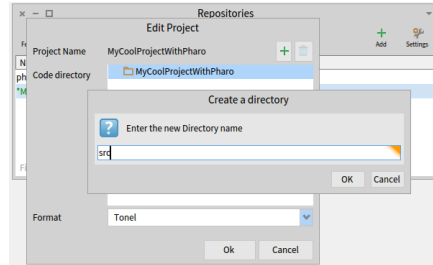 Repositories
Edit Project
Add
Settings
Project Name
MyCoolProjectWithPharo
Code directory
MyCoolProjectWithPharo
Create a directory
Enter the new Directory name
src
OK
Cancel
Format
Tonel
Ok
Cancel